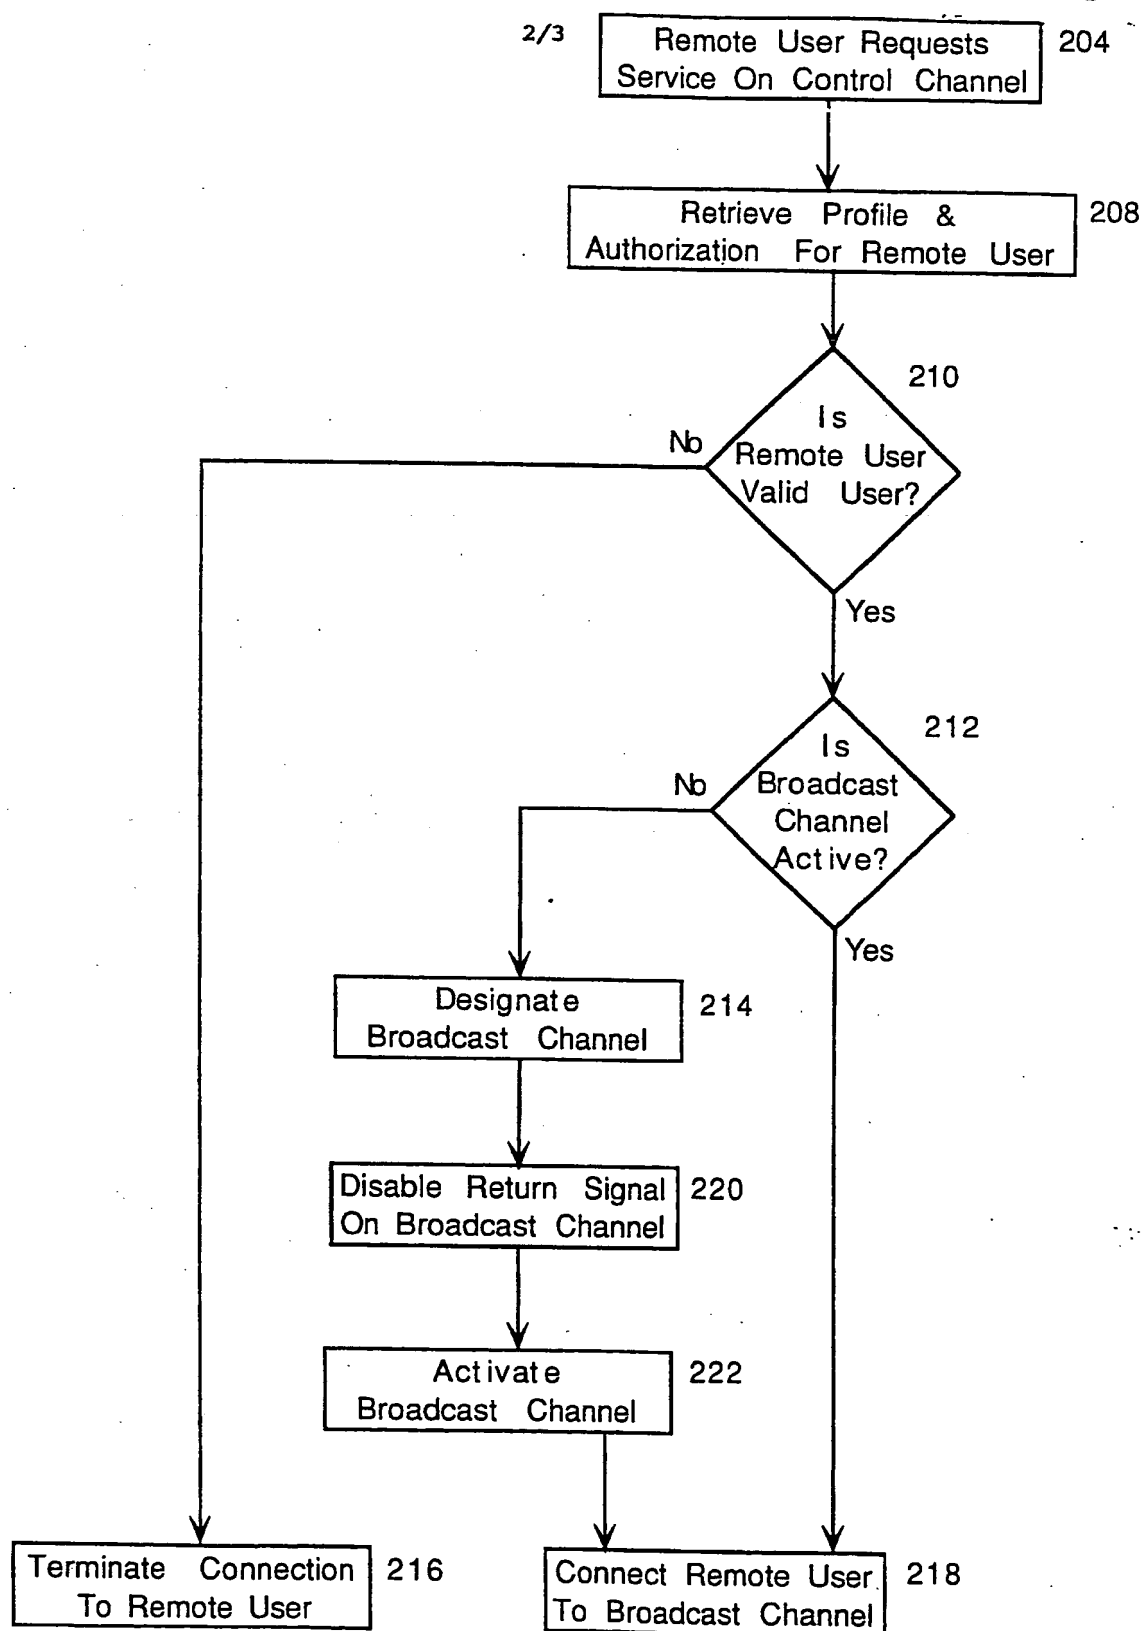 2/3
Remote User Requests
Service On Control Channel
204
Retrieve Profile &
Authorization For Remote User
208
210
Is
Remote User
Valid User?
No
Yes
212
Is
Broadcast
Channel
Active?
No
Yes
Designate
Broadcast Channel
214
Disable Return Signal
On Broadcast Channel
220
Activate
Broadcast Channel
222
Terminate Connection
To Remote User
216
Connect Remote User
To Broadcast Channel
218